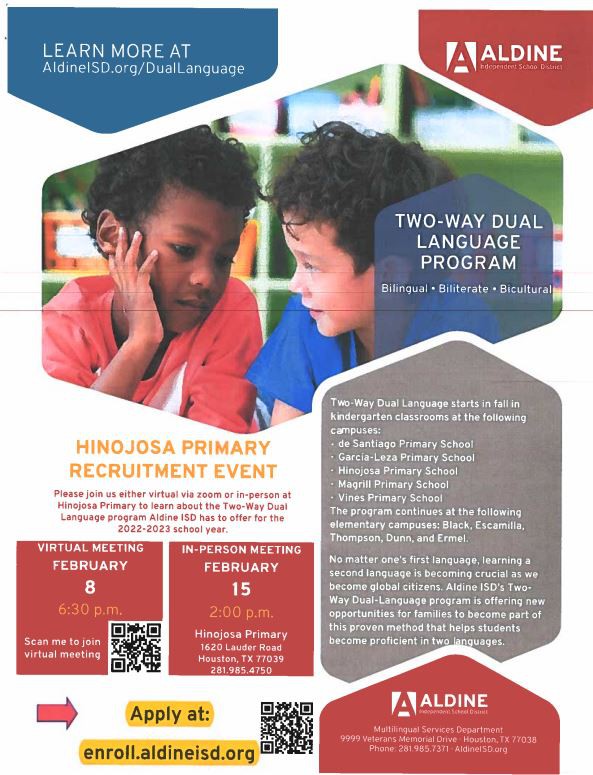 LEARN MORE AT
AldineISD.org/DualLanguage
ALDINE
Independent School District
TWO-WAY DUAL
LANGUAGE
PROGRAM
Bilingual • Biliterate • Bicultural
HINOJOSA PRIMARY
RECRUITMENT EVENT
Please join us either virtual via zoom or in-person at
Hinojosa Primary to learn about the Two-Way Dual
Language program Aldine ISD has to offer for the
2022-2023 school year.
VIRTUAL MEETING
FEBRUARY
8
6:30 p.m.
Scan me to join
virtual meeting
IN-PERSON MEETING
FEBRUARY
15
2:00 p.m.
Hinojosa Primary
1620 Lauder Road
Houston, TX 77039
281.985.4750
Two-Way Dual Language starts in fall in
kindergarten classrooms at the following
campuses:
- de Santiago Primary School
- Garcia-Leza Primary School
- Hinojosa Primary School
- Magrill Primary School
- Vines Primary School
The program continues at the following
elementary campuses: Black, Escamilla,
Thompson, Dunn, and Ermel.
No matter one's first language, learning a
second language is becoming crucial as we
become global citizens. Aldine ISD's Two-
Way Dual-Language program is offering new
opportunities for families to become part of
this proven method that helps students
become proficient in two languages.
Apply at:
enroll.aldineisd.org
ALDINE
Independent School District
Multilingual Services Department
9999 Veterans Memorial Drive · Houston, TX 77038
Phone: 281.985.7371 · AldineISD.org